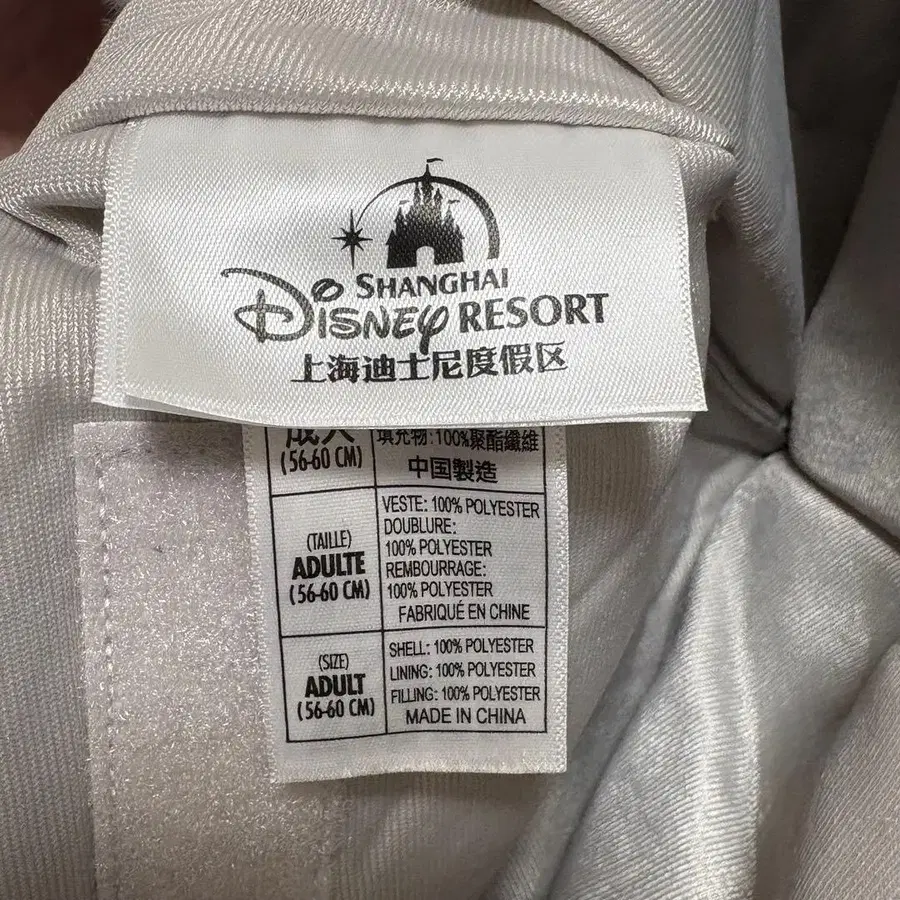 SHANGHAI
Disney RESORT
上海迪士尼度假区
成人
(56-60 CM)
填充物: 100%聚酯纖維
中国製造
(TAILLE)
ADULTE
(56-60 CM)
VESTE: 100% POLYESTER
DOUBLURE:
100% POLYESTER
REMBOURRAGE:
100% POLYESTER
FABRIQUÉ EN CHINE
(SIZE)
ADULT
(56-60 CM)
SHELL: 100% POLYESTER
LINING: 100% POLYESTER
FILLING: 100% POLYESTER
MADE IN CHINA